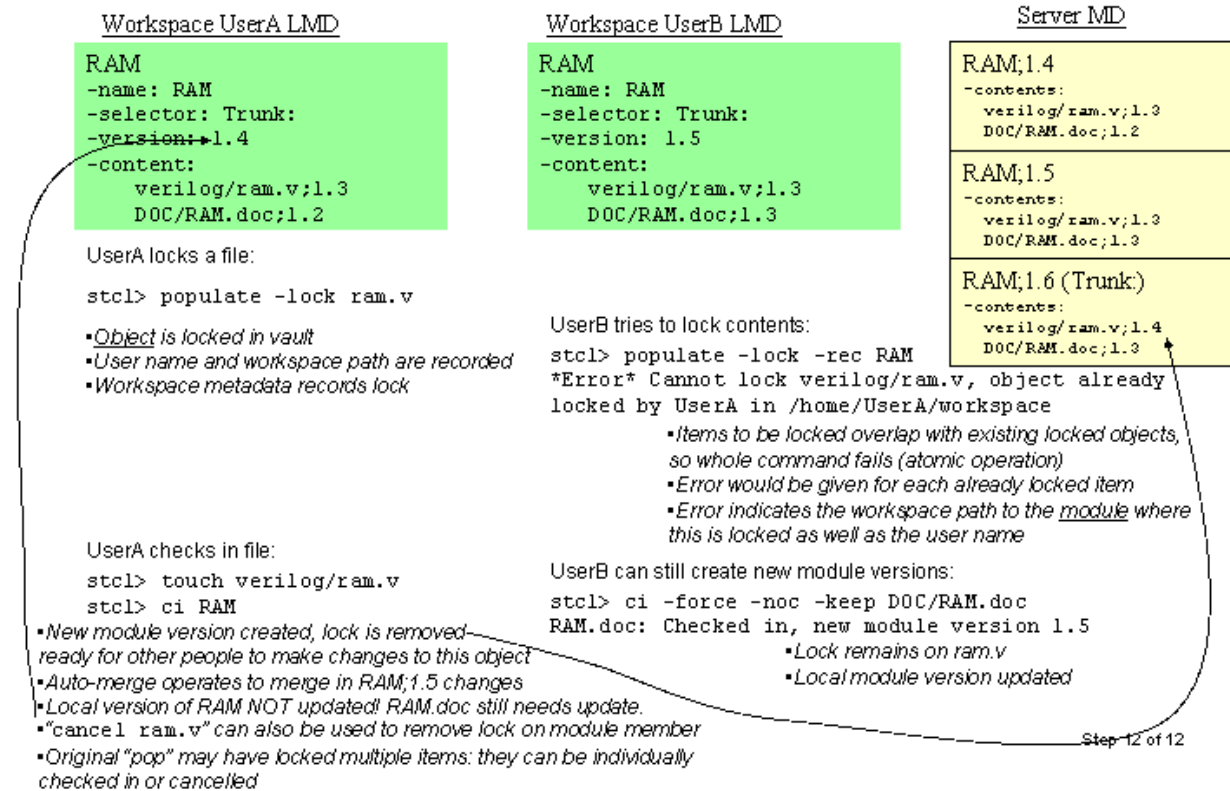 Workspace UserA LMD
RAM
-name: RAM
-selector: Trunk:
-version: 1.4
-content:
verilog/ram.v;1.3
DOC/RAM.doc;1.2
UserA locks a file:
stcl> populate -lock ram.v
▪Object is locked in vault
▪User name and workspace path are recorded
▪Workspace metadata records lock
UserA checks in file:
stcl> touch verilog/ram.v
stcl> ci RAM
▪New module version created, lock is removed
ready for other people to make changes to this object
▪Auto-merge operates to merge in RAM;1.5 changes
▪Local version of RAM NOT updated! RAM.doc still needs update.
▪"cancel ram.v" can also be used to remove lock on module member
▪Original "pop" may have locked multiple items: they can be individually
checked in or cancelled
Workspace UserB LMD
RAM
-name: RAM
-selector: Trunk:
-version: 1.5
-content:
verilog/ram.v;1.3
DOC/RAM.doc;1.3
UserB tries to lock contents:
stcl> populate -lock -rec RAM
*Error* Cannot lock verilog/ram.v, object already
locked by UserA in /home/UserA/workspace
▪Items to be locked overlap with existing locked objects,
so whole command fails (atomic operation)
▪Error would be given for each already locked item
▪Error indicates the workspace path to the module where
this is locked as well as the user name
UserB can still create new module versions:
stcl> ci -force -noc -keep DOC/RAM.doc
RAM.doc: Checked in, new module version 1.5
▪Lock remains on ram.v
▪Local module version updated
Server MD
RAM;1.4
-contents:
verilog/ram.v;1.3
DOC/RAM.doc;1.2
RAM;1.5
-contents:
verilog/ram.v;1.3
DOC/RAM.doc;1.3
RAM;1.6 (Trunk:)
-contents:
verilog/ram.v;1.4
DOC/RAM.doc;1.3
Step 12 of 12